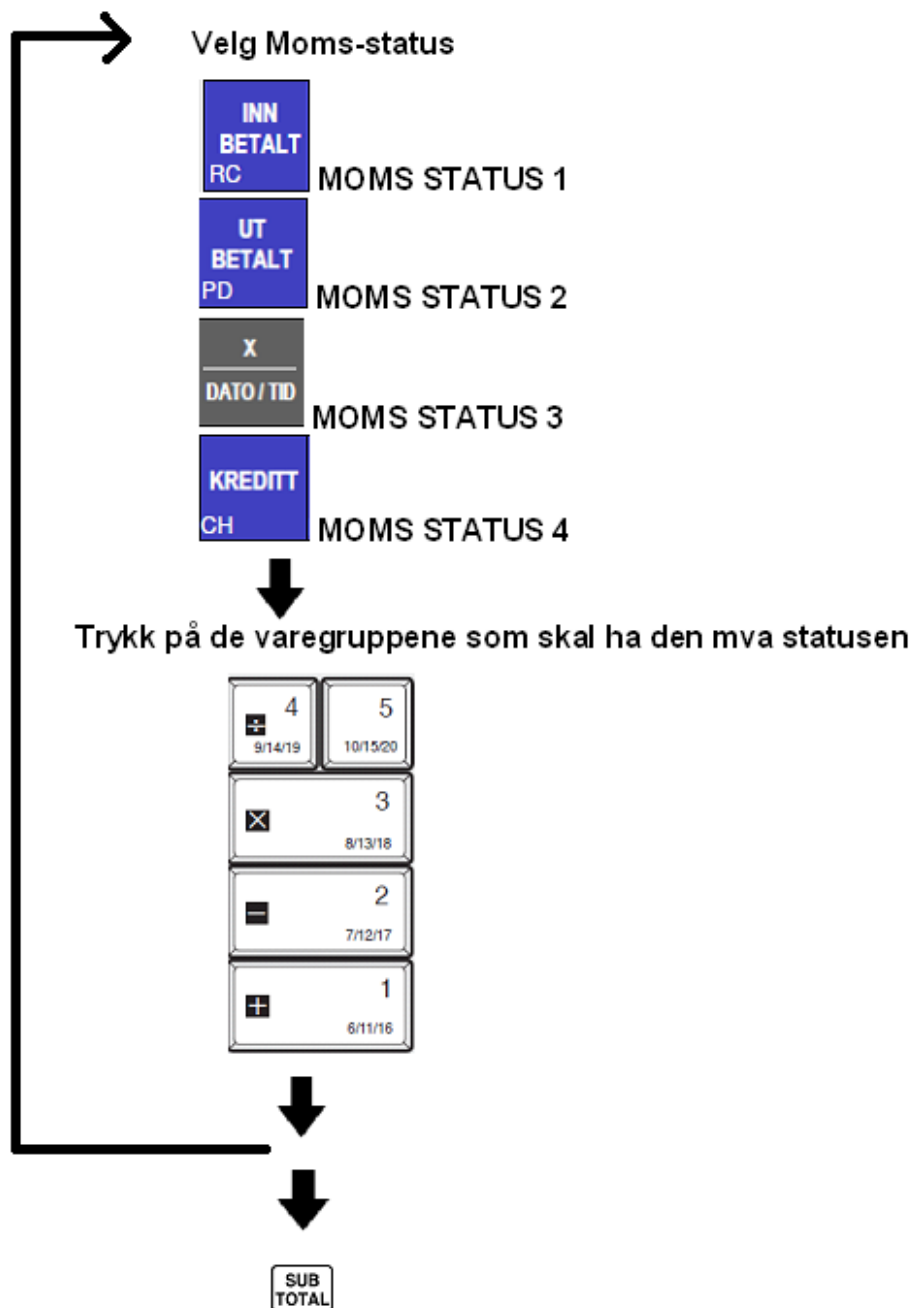 Velg Moms-status
INN
BETALT
RC
MOMS STATUS 1
UT
BETALT
PD
MOMS STATUS 2
X
DATO / TID
MOMS STATUS 3
KREDITT
CH
MOMS STATUS 4
Trykk på de varegruppene som skal ha den mva statusen
÷ 4
9/14/19
5
10/15/20
× 3
8/13/18
− 2
7/12/17
+ 1
6/11/16
SUB
TOTAL